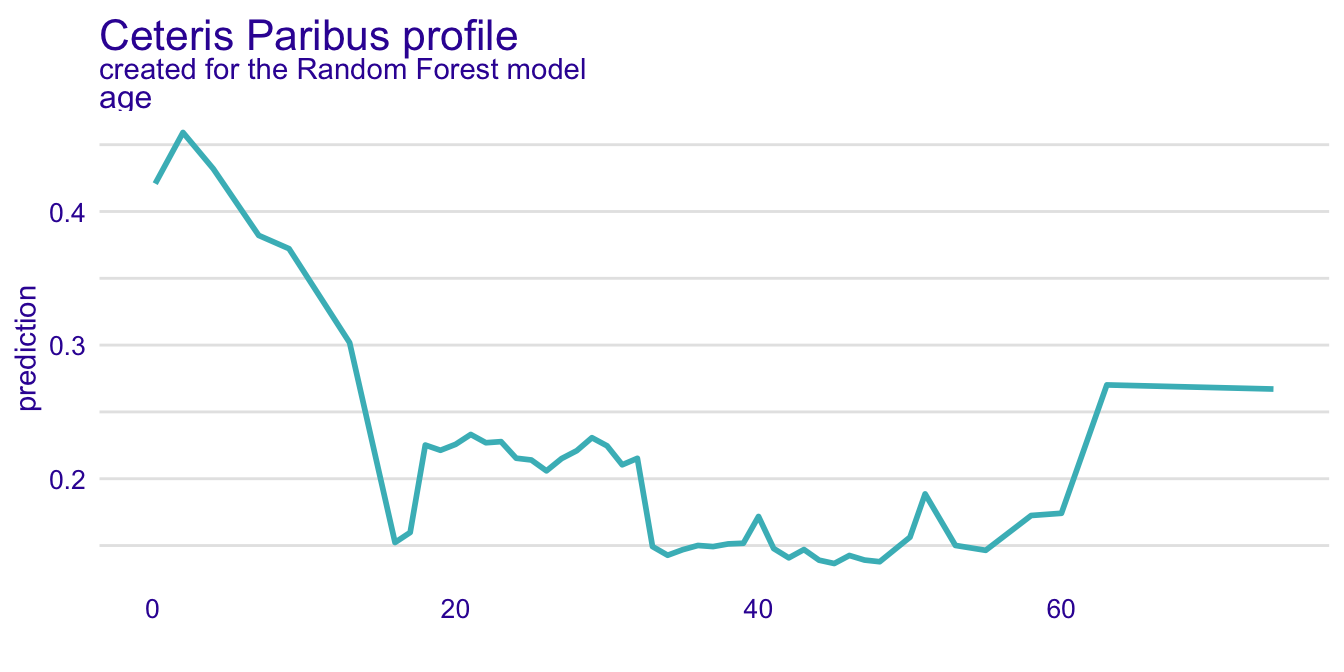 Ceteris Paribus profile
created for the Random Forest model
age
prediction
0.4
0.3
0.2
0 20 40 60